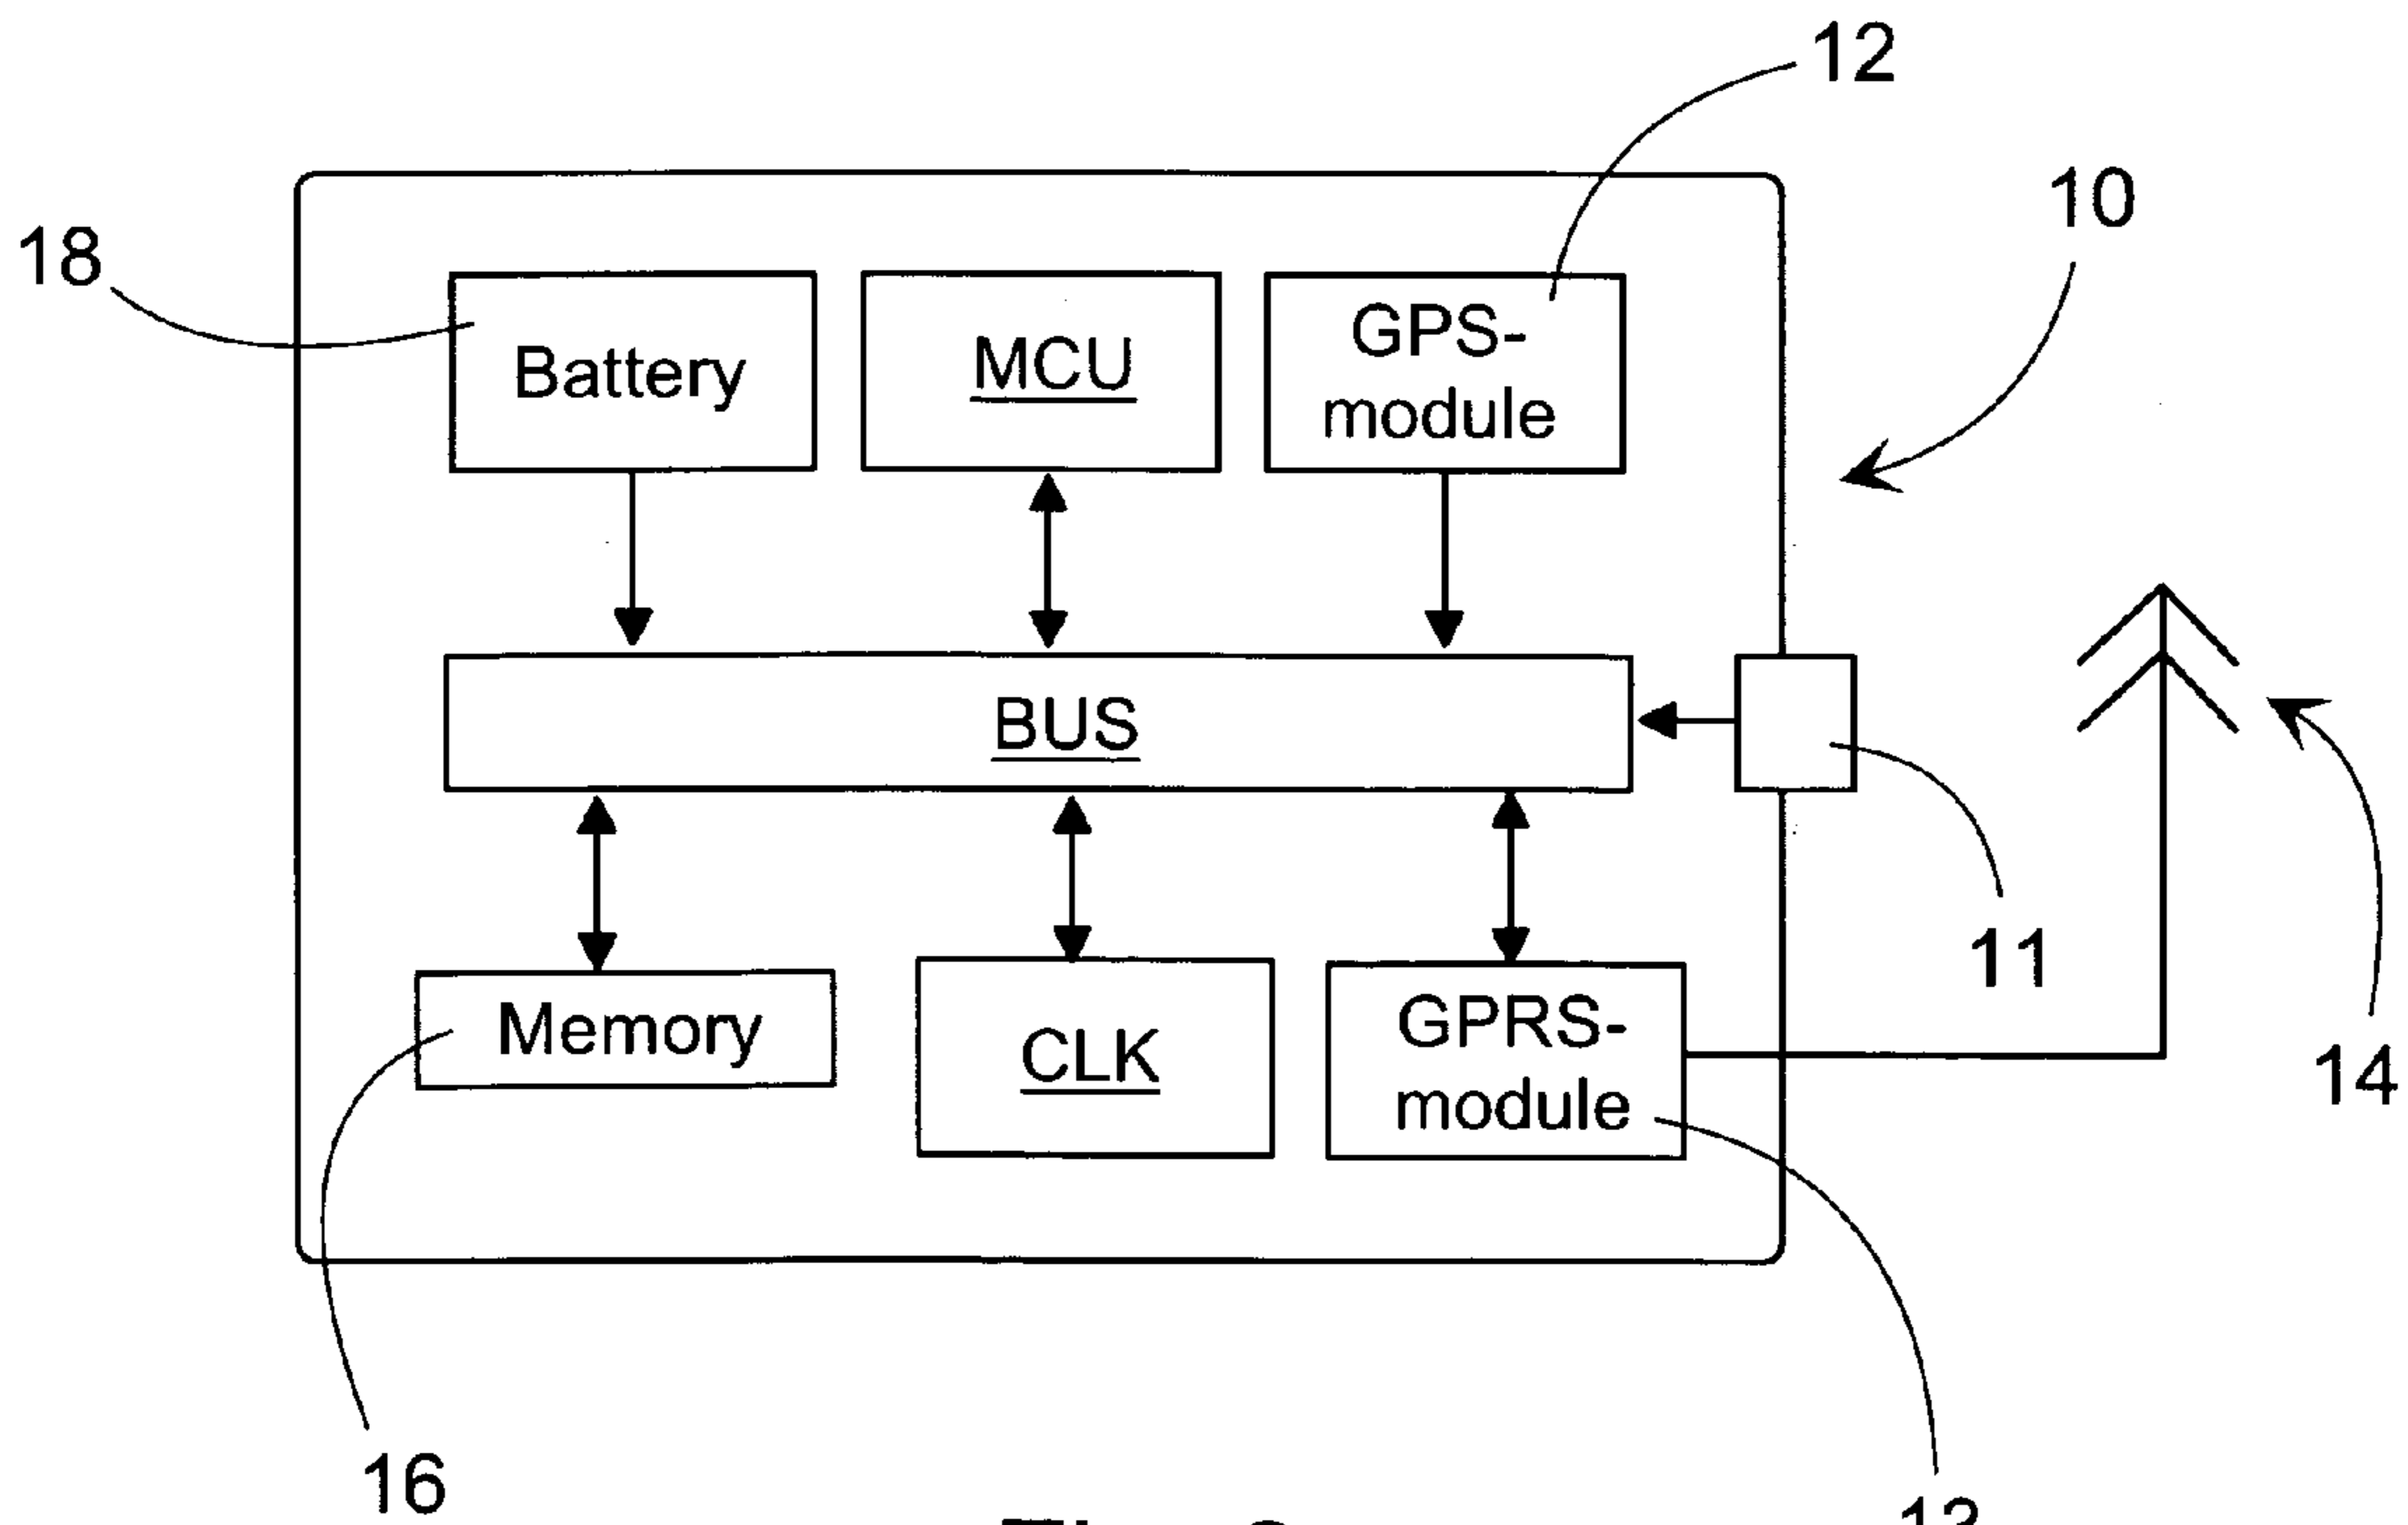 12
10
18
Battery
MCU
GPS-
module
BUS
11
Memory
CLK
GPRS-
module
14
16